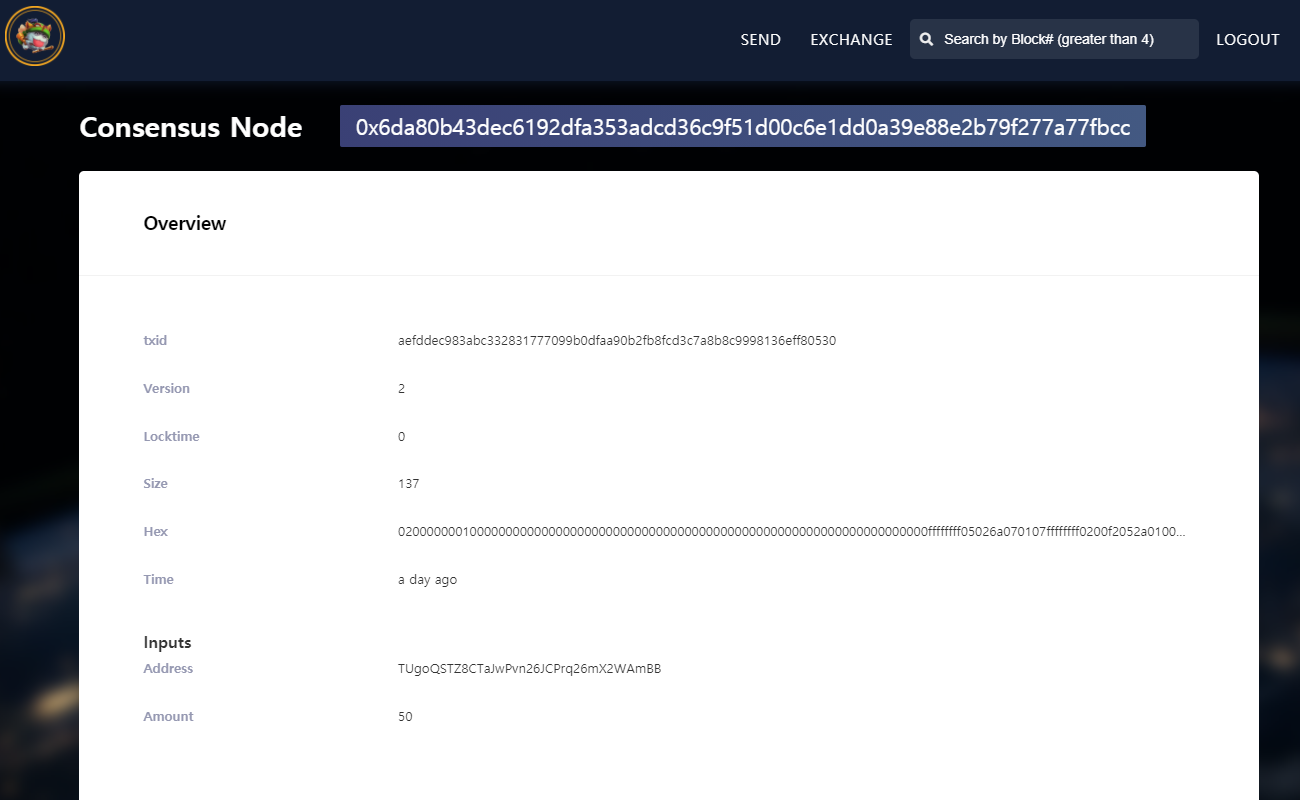 SEND EXCHANGE Search by Block# (greater than 4) LOGOUT
Consensus Node 0x6da80b43dec6192dfa353adcd36c9f51d00c6e1dd0a39e88e2b79f277a77fbcc
Overview
txid aefddec983abc332831777099b0dfaa90b2fb8fcd3c7a8b8c9998136eff80530
Version 2
Locktime 0
Size 137
Hex 02000000010000000000000000000000000000000000000000000000000000000000000000ffffffff05026a070107ffffffff0200f2052a0100...
Time a day ago
Inputs
Address TUgoQSTZ8CTaJwPvn26JCPrq26mX2WAmBB
Amount 50